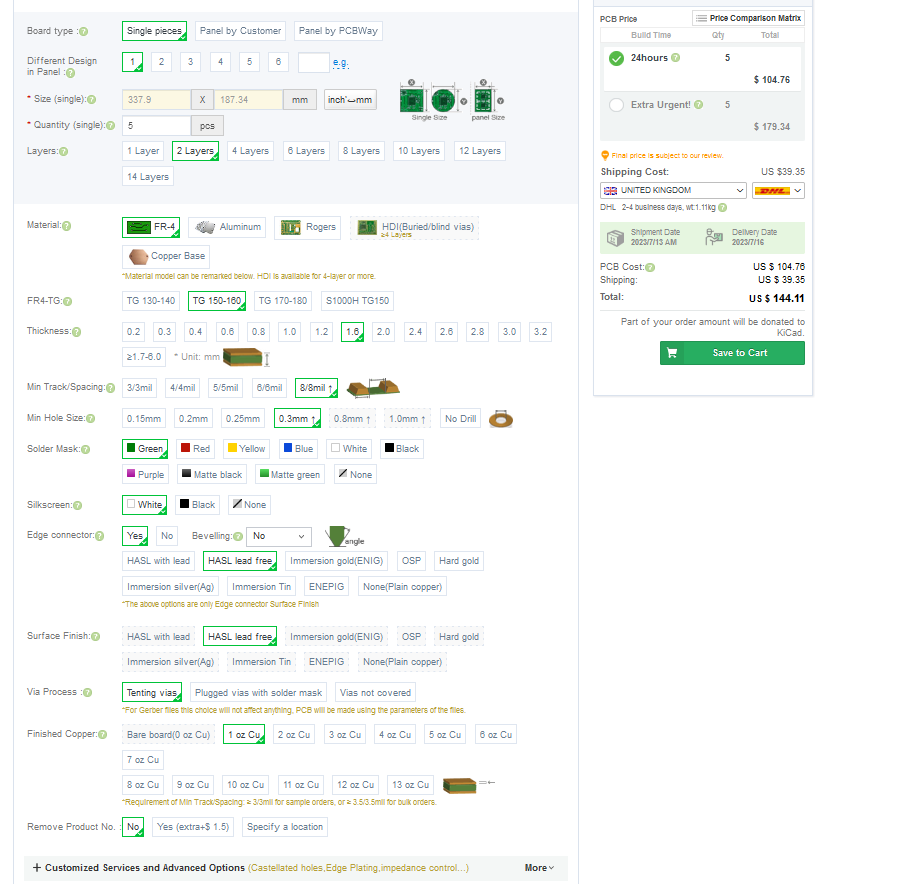 Board type :
Single pieces
Panel by Customer
Panel by PCBWay
Different Design
in Panel :
1 2 3 4 5 6 e.g.
* Size (single):
337.9 X 187.34 mm inch⇔mm
Single Size
panel Size
* Quantity (single):
5 pcs
Layers:
1 Layer 2 Layers 4 Layers 6 Layers 8 Layers 10 Layers 12 Layers
14 Layers
Material:
FR-4 Aluminum Rogers HDI(Buried/blind vias)
≥4 Layers
Copper Base
*Material model can be remarked below. HDI is available for 4-layer or more.
FR4-TG:
TG 130-140 TG 150-160 TG 170-180 S1000H TG150
Thickness:
0.2 0.3 0.4 0.6 0.8 1.0 1.2 1.6 2.0 2.4 2.6 2.8 3.0 3.2
≥1.7-6.0 * Unit: mm
Min Track/Spacing:
3/3mil 4/4mil 5/5mil 6/6mil 8/8mil ↑
Min Hole Size:
0.15mm 0.2mm 0.25mm 0.3mm ↑ 0.8mm ↑ 1.0mm ↑ No Drill
Solder Mask:
Green Red Yellow Blue White Black
Purple Matte black Matte green None
Silkscreen:
White Black None
Edge connector:
Yes No Bevelling: No angle
HASL with lead HASL lead free Immersion gold(ENIG) OSP Hard gold
Immersion silver(Ag) Immersion Tin ENEPIG None(Plain copper)
*The above options are only Edge connector Surface Finish
Surface Finish:
HASL with lead HASL lead free Immersion gold(ENIG) OSP Hard gold
Immersion silver(Ag) Immersion Tin ENEPIG None(Plain copper)
Via Process :
Tenting vias Plugged vias with solder mask Vias not covered
*For Gerber files this choice will not affect anything, PCB will be made using the parameters of the files.
Finished Copper:
Bare board(0 oz Cu) 1 oz Cu 2 oz Cu 3 oz Cu 4 oz Cu 5 oz Cu 6 oz Cu
7 oz Cu
8 oz Cu 9 oz Cu 10 oz Cu 11 oz Cu 12 oz Cu 13 oz Cu
*Requirement of Min Track/Spacing: ≥ 3/3mil for sample orders, or ≥ 3.5/3.5mil for bulk orders.
Remove Product No. :
No Yes (extra+$ 1.5) Specify a location
+ Customized Services and Advanced Options (Castellated holes,Edge Plating,impedance control...) More
PCB Price
Price Comparison Matrix
Build Time Qty Total
24hours 5
$ 104.76
Extra Urgent! 5
$ 179.34
Final price is subject to our review.
Shipping Cost: US $39.35
UNITED KINGDOM DHL
DHL 2-4 business days, wt:1.11kg
Shipment Date
2023/7/13 AM
Delivery Date
2023/7/16
PCB Cost: US $ 104.76
Shipping: US $ 39.35
Total: US $ 144.11
Part of your order amount will be donated to
KiCad.
Save to Cart